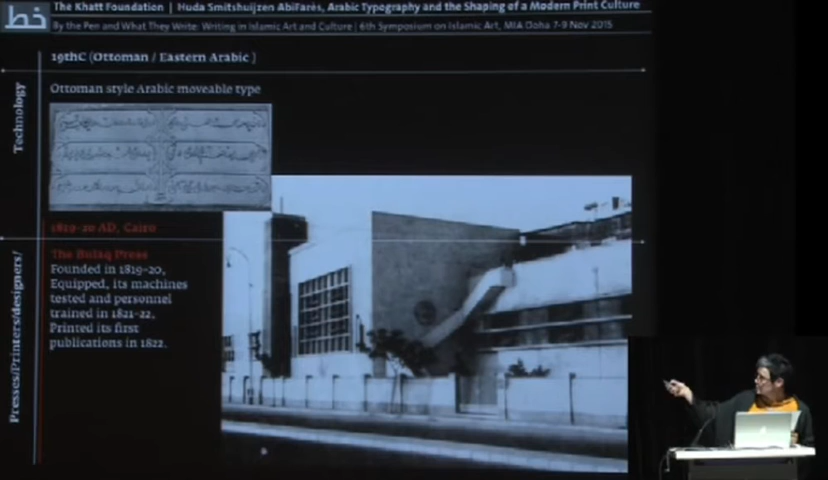 خط
The Khatt Foundation | Huda Smitshuijzen AbiFarès, Arabic Typography and the Shaping of a Modern Print Culture
By the Pen and What They Write: Writing in Islamic Art and Culture | 6th Symposium on Islamic Art, MIA Doha 7-9 Nov 2015
19thC (Ottoman / Eastern Arabic )
Technology
Ottoman style Arabic moveable type
1819-20 AD, Cairo
Presses/Printers/designers/
The Bulaq Press
Founded in 1819-20,
Equipped, its machines
tested and personnel
trained in 1821-22,
Printed its first
publications in 1822.